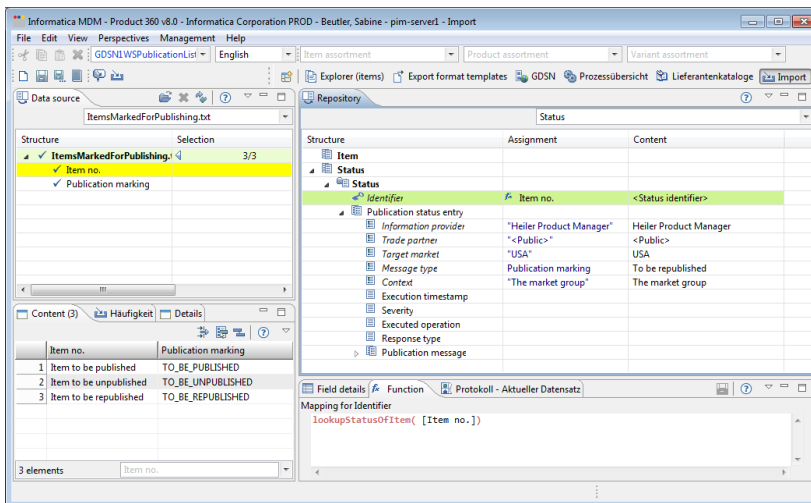 Informatica MDM - Product 360 v8.0 - Informatica Corporation PROD - Beutler, Sabine - pim-server1 - Import
File Edit View Perspectives Management Help
GDSN1WSPublicationList English Item assortment Product assortment Variant assortment
Explorer (items) Export format templates GDSN Prozessübersicht Lieferantenkataloge Import
Data source
ItemsMarkedForPublishing.txt
Structure Selection
ItemsMarkedForPublishing.t 3/3
Item no.
Publication marking
Content (3) Häufigkeit Details
Item no. Publication marking
1 Item to be published TO_BE_PUBLISHED
2 Item to be unpublished TO_BE_UNPUBLISHED
3 Item to be republished TO_BE_REPUBLISHED
3 elements Item no.
Repository
Status
Structure Assignment Content
Item
Status
Status
Identifier Item no. <Status identifier>
Publication status entry
Information provider "Heiler Product Manager" Heiler Product Manager
Trade partner "<Public>" <Public>
Target market "USA" USA
Message type Publication marking To be republished
Context "The market group" The market group
Execution timestamp
Severity
Executed operation
Response type
Publication message
Field details fx Function Protokoll - Aktueller Datensatz
Mapping for Identifier
lookupStatusOfItem( [Item no.])